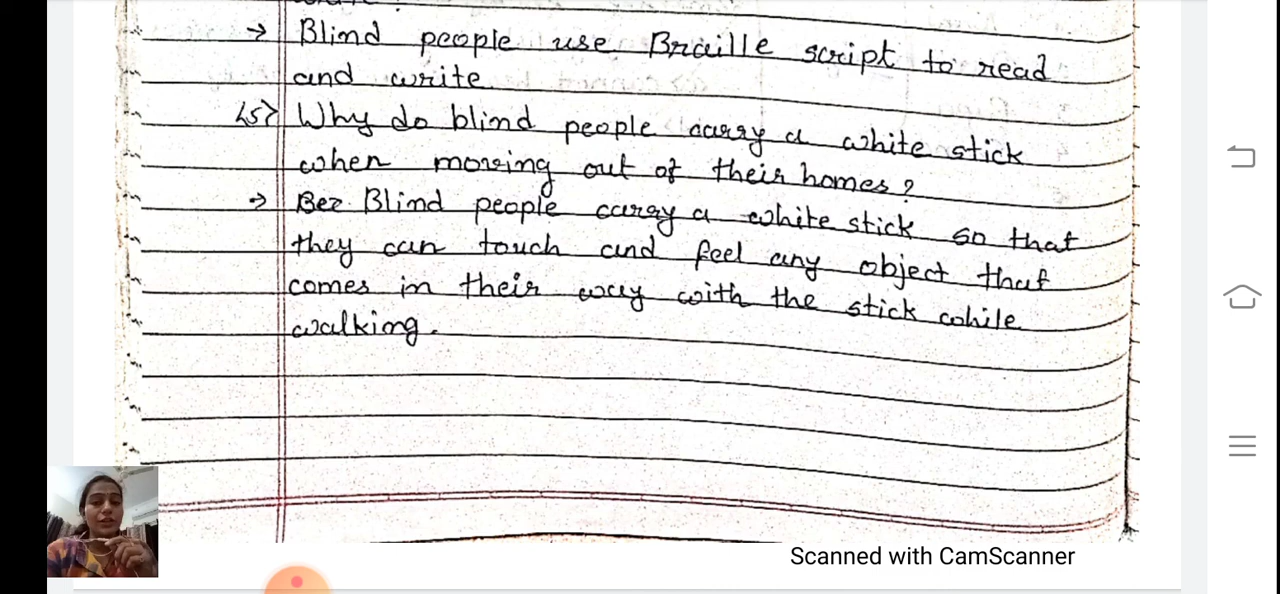 → Blind people use Braille script to read
and write.
(5) Why do blind people carry a white stick
when moving out of their homes?
→ Bez Blind people carry a white stick so that
they can touch and feel any object that
comes in their way with the stick while
walking.
Scanned with CamScanner